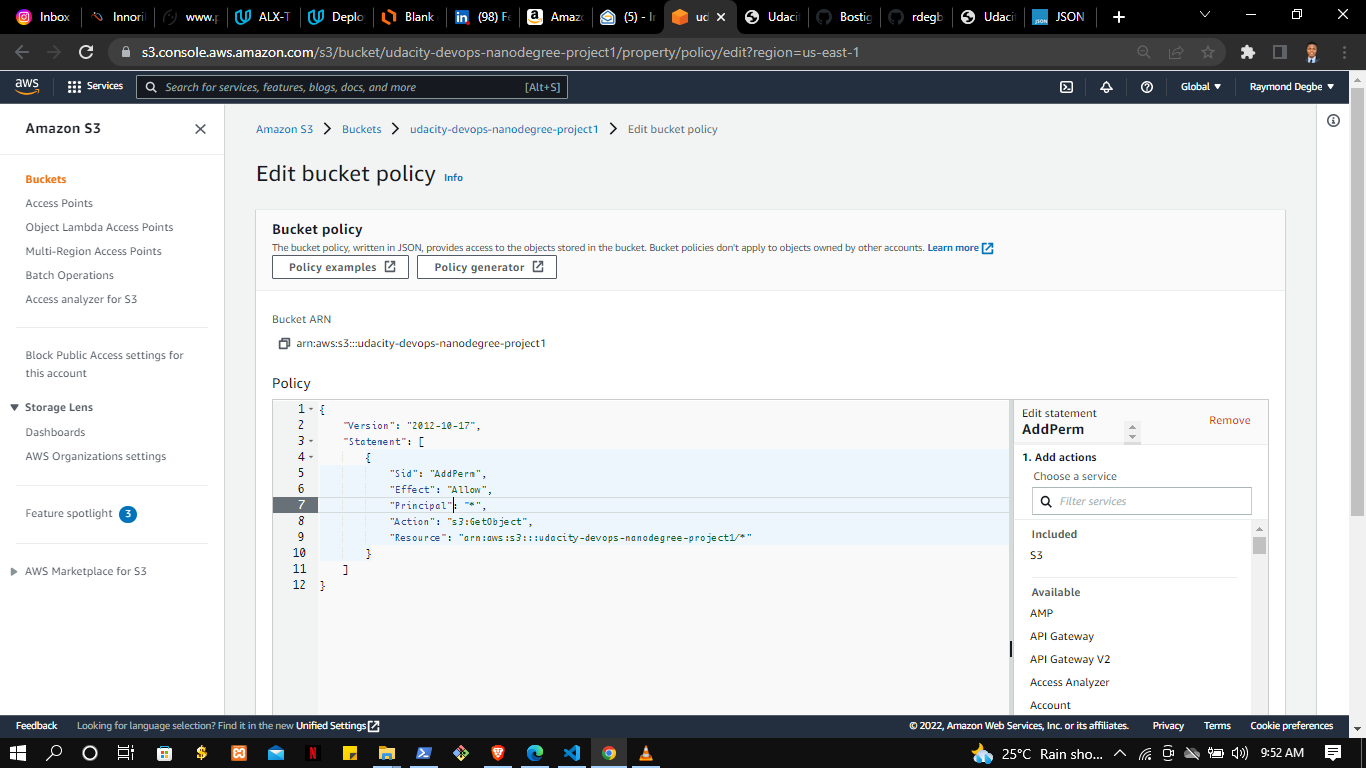 Inbox
Innoril
www.p
ALX-T
Deplo
Blank
(98) Fe
Amazo
(5) - In
ud
Udacit
Bostig
rdegb
Udacit
JSON
s3.console.aws.amazon.com/s3/bucket/udacity-devops-nanodegree-project1/property/policy/edit?region=us-east-1
aws
Services
Search for services, features, blogs, docs, and more
[Alt+S]
Global
Raymond Degbe
Amazon S3
Buckets
Access Points
Object Lambda Access Points
Multi-Region Access Points
Batch Operations
Access analyzer for S3
Block Public Access settings for
this account
Storage Lens
Dashboards
AWS Organizations settings
Feature spotlight 3
AWS Marketplace for S3
Amazon S3 > Buckets > udacity-devops-nanodegree-project1 > Edit bucket policy
Edit bucket policy Info
Bucket policy
The bucket policy, written in JSON, provides access to the objects stored in the bucket. Bucket policies don't apply to objects owned by other accounts. Learn more
Policy examples
Policy generator
Bucket ARN
arn:aws:s3:::udacity-devops-nanodegree-project1
Policy
1 {
2 "Version": "2012-10-17",
3 "Statement": [
4 {
5 "Sid": "AddPerm",
6 "Effect": "Allow",
7 "Principal": "*",
8 "Action": "s3:GetObject",
9 "Resource": "arn:aws:s3:::udacity-devops-nanodegree-project1/*"
10 }
11 ]
12 }
Edit statement
AddPerm
Remove
1. Add actions
Choose a service
Filter services
Included
S3
Available
AMP
API Gateway
API Gateway V2
Access Analyzer
Account
Feedback
Looking for language selection? Find it in the new Unified Settings
© 2022, Amazon Web Services, Inc. or its affiliates.
Privacy
Terms
Cookie preferences
25°C Rain sho...
9:52 AM